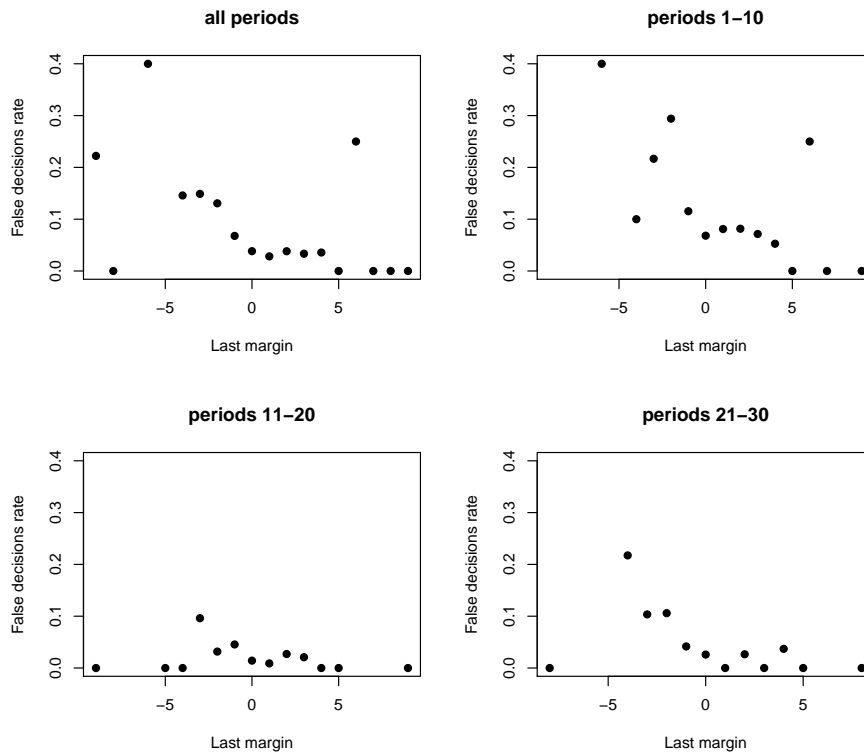 all periods
False decisions rate
0.0 0.1 0.2 0.3 0.4
−5 0 5
Last margin
periods 1−10
False decisions rate
0.0 0.1 0.2 0.3 0.4
−5 0 5
Last margin
periods 11−20
False decisions rate
0.0 0.1 0.2 0.3 0.4
−5 0 5
Last margin
periods 21−30
False decisions rate
0.0 0.1 0.2 0.3 0.4
−5 0 5
Last margin